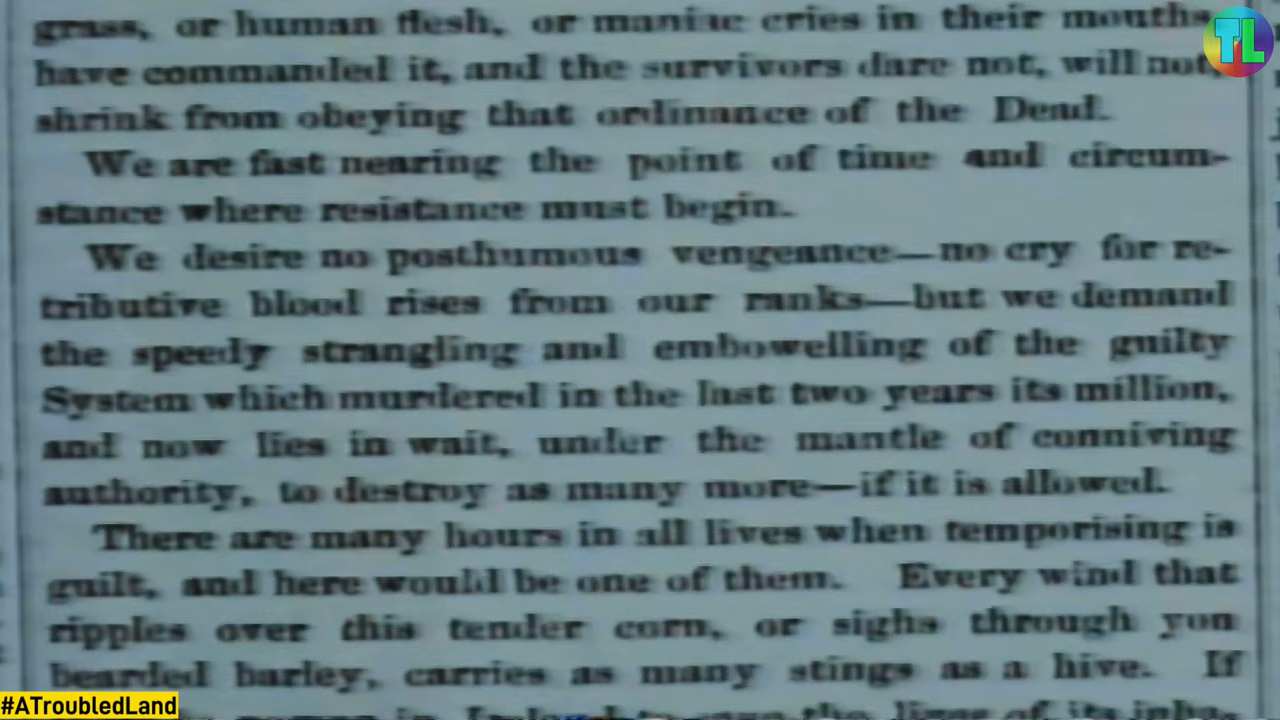 grass, or human flesh, or maniac cries in their mouths
have commanded it, and the survivors dare not, will not
shrink from obeying that ordinance of the Dead.
We are fast nearing the point of time and circum-
stance where resistance must begin.
We desire no posthumous vengeance—no cry for re-
tributive blood rises from our ranks—but we demand
the speedy strangling and embowelling of the guilty
System which murdered in the last two years its million,
and now lies in wait, under the mantle of conniving
authority, to destroy as many more—if it is allowed.
There are many hours in all lives when temporising is
guilt, and here would be one of them. Every wind that
ripples over this tender corn, or sighs through yon
bearded barley, carries as many stings as a hive. If
the lives of its inha-
TL
#ATroubledLand